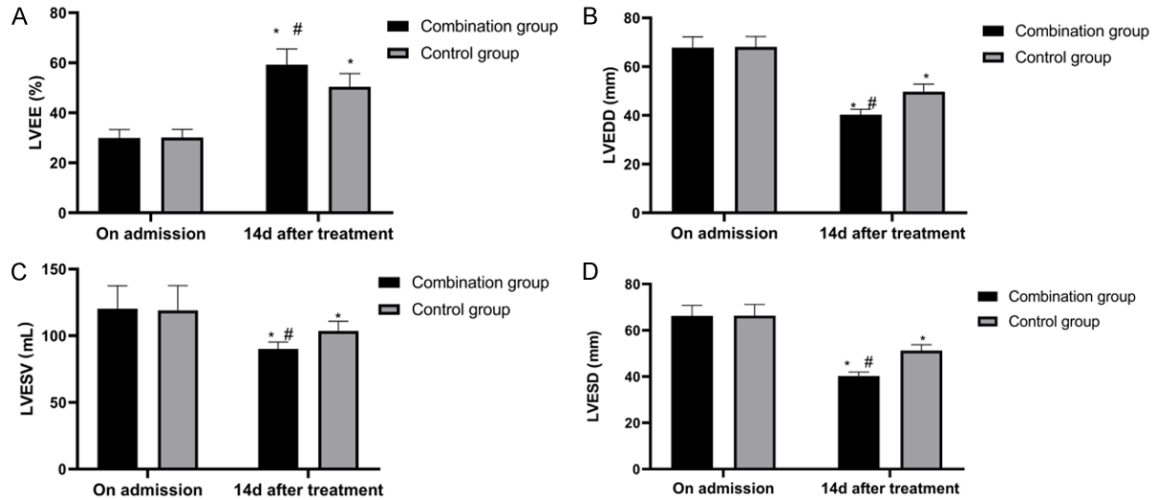 A
LVEE (%)
80
60
40
20
0
* #
*
On admission 14d after treatment
Combination group
Control group
B
LVEDD (mm)
80
60
40
20
0
* #
*
On admission 14d after treatment
Combination group
Control group
C
LVESV (mL)
150
100
50
0
* #
*
On admission 14d after treatment
Combination group
Control group
D
LVESD (mm)
80
60
40
20
0
* #
*
On admission 14d after treatment
Combination group
Control group